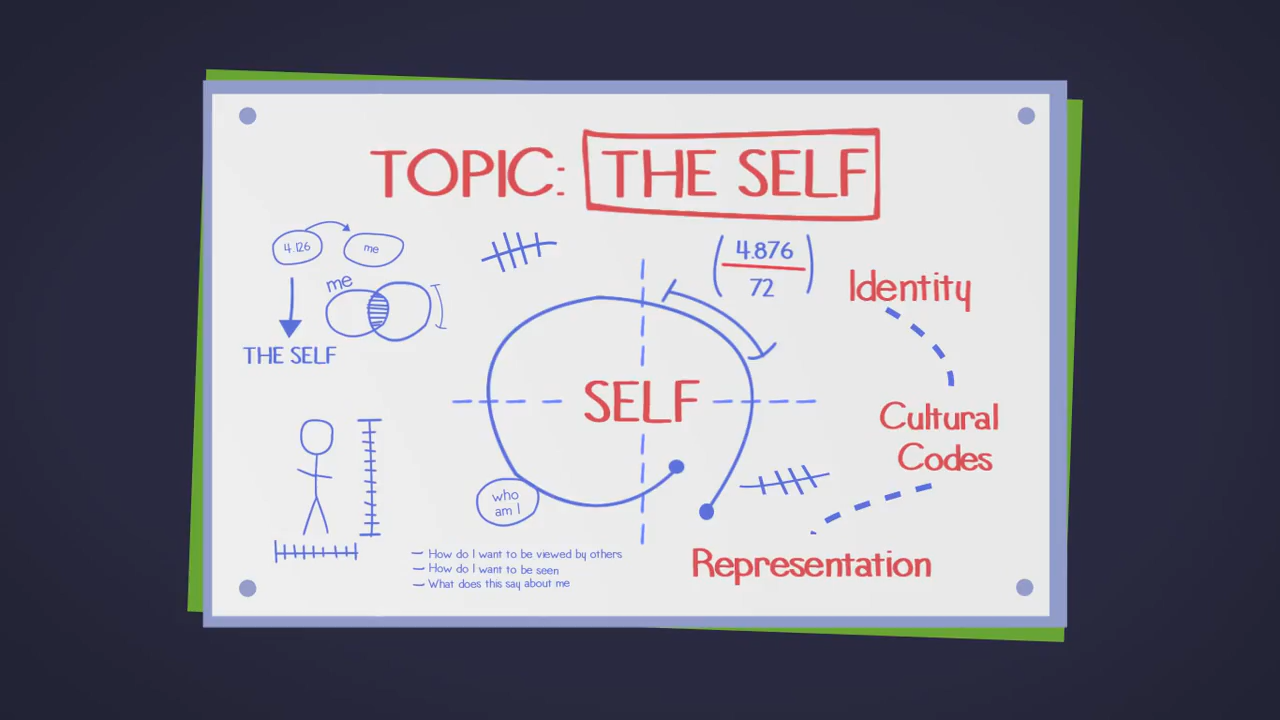 TOPIC: THE SELF
4.126
me
me
THE SELF
4.876
72
Identity
SELF
Cultural
Codes
who
am I
Representation
— How do I want to be viewed by others
— How do I want to be seen
— What does this say about me